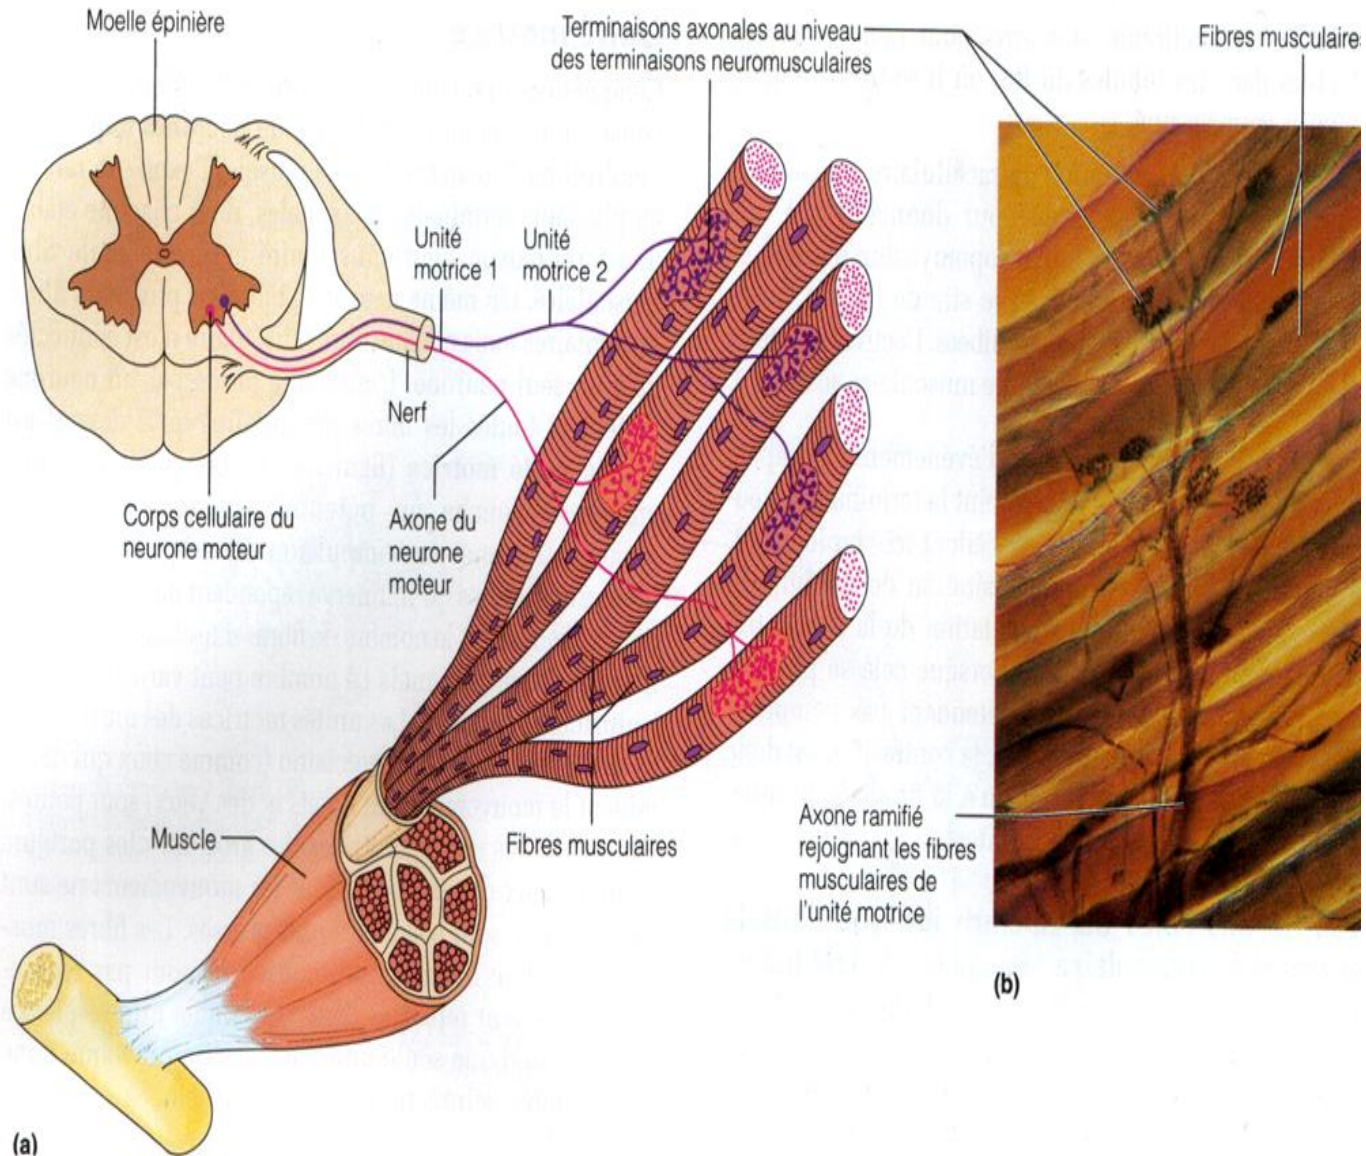 Moelle épinière
Terminaisons axonales au niveau
des terminaisons neuromusculaires
Fibres musculaires
Unité
motrice 1
Unité
motrice 2
Nerf
Corps cellulaire du
neurone moteur
Axone du
neurone
moteur
Muscle
Fibres musculaires
Axone ramifié
rejoignant les fibres
musculaires de
l'unité motrice
(a)
(b)